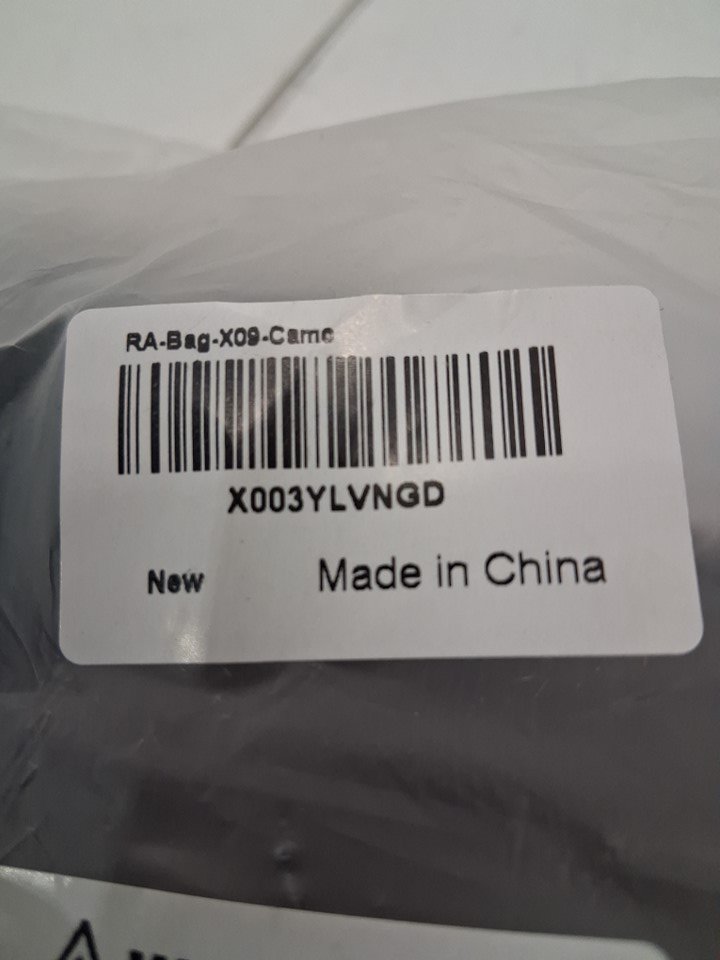 RA-Bag-X09-Camo
X003YLVNGD
New
Made in China